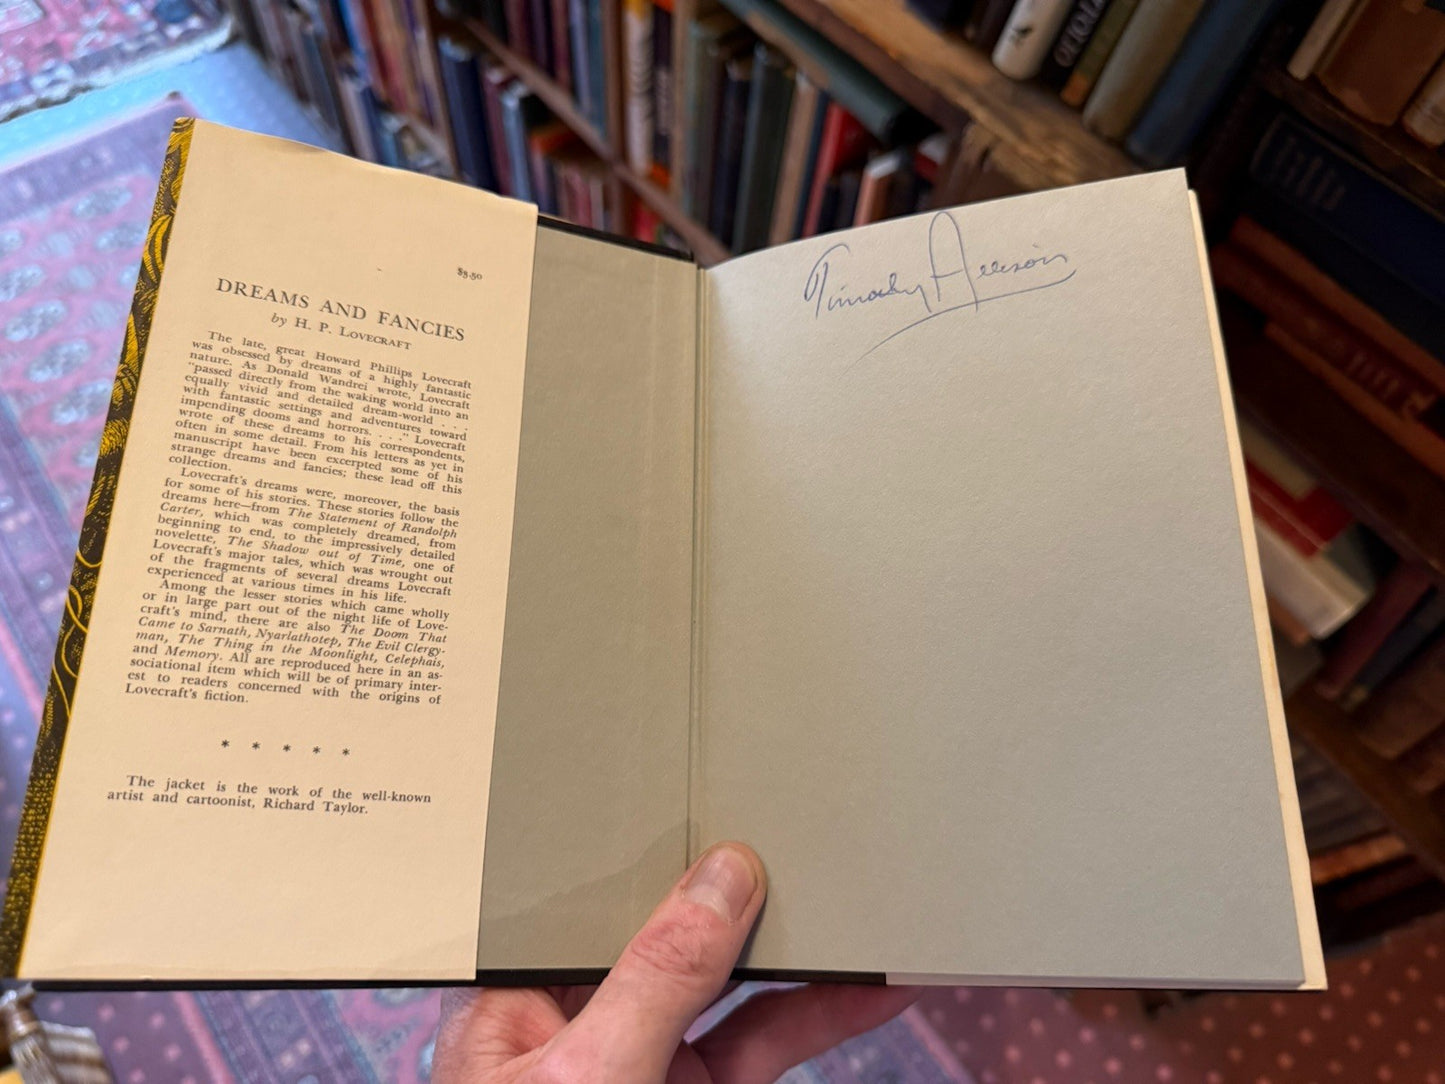 $3.50
DREAMS AND FANCIES
by H. P. LOVECRAFT
The late, great Howard Phillips Lovecraft
was obsessed by dreams of a highly fantastic
nature. As Donald Wandrei wrote, Lovecraft
"passed directly from the waking world into an
equally vivid and detailed dream-world . . .
with fantastic settings and adventures toward
impending dooms and horrors. . . ." Lovecraft
wrote of these dreams to his correspondents,
often in some detail. From his letters as yet in
manuscript have been excerpted some of his
strange dreams and fancies; these lead off this
collection.
Lovecraft's dreams were, moreover, the basis
for some of his stories. These stories follow the
dreams here—from The Statement of Randolph
Carter, which was completely dreamed, from
beginning to end, to the impressively detailed
novelette, The Shadow out of Time, one of
Lovecraft's major tales, which was wrought out
of the fragments of several dreams Lovecraft
experienced at various times in his life.
Among the lesser stories which came wholly
or in large part out of the night life of Love-
craft's mind, there are also The Doom That
Came to Sarnath, Nyarlathotep, The Evil Clergy-
man, The Thing in the Moonlight, Celephais,
and Memory. All are reproduced here in an as-
sociational item which will be of primary inter-
est to readers concerned with the origins of
Lovecraft's fiction.
* * * * *
The jacket is the work of the well-known
artist and cartoonist, Richard Taylor.
Timothy